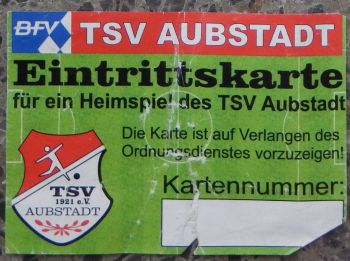 BFV TSV AUBSTADT
Eintrittskarte
für ein Heimspiel des TSV Aubstadt
Die Karte ist auf Verlangen des
Ordnungsdienstes vorzuzeigen!
Kartennummer:
TSV
1921 e.V.
AUBSTADT